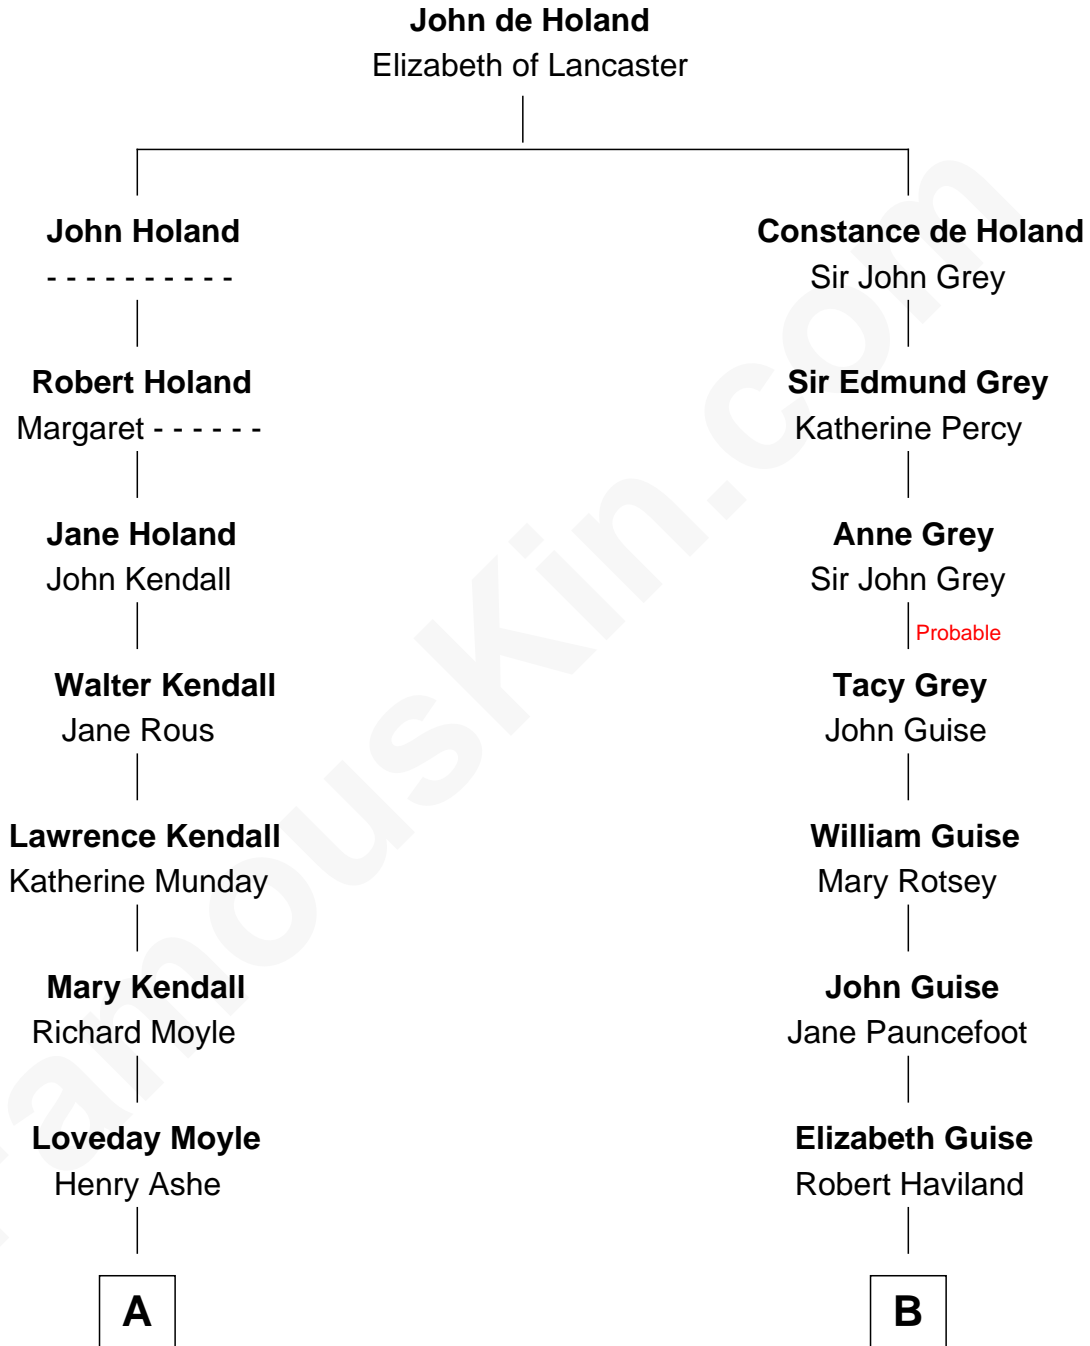 John de Holand
Elizabeth of Lancaster
John Holand
- - - - - - - - - -
Robert Holand
Margaret - - - - - -
Jane Holand
John Kendall
Walter Kendall
Jane Rous
Lawrence Kendall
Katherine Munday
Mary Kendall
Richard Moyle
Loveday Moyle
Henry Ashe
A
Constance de Holand
Sir John Grey
Sir Edmund Grey
Katherine Percy
Anne Grey
Sir John Grey
Probable
Tacy Grey
John Guise
William Guise
Mary Rotsey
John Guise
Jane Pauncefoot
Elizabeth Guise
Robert Haviland
B
FamousKin.com